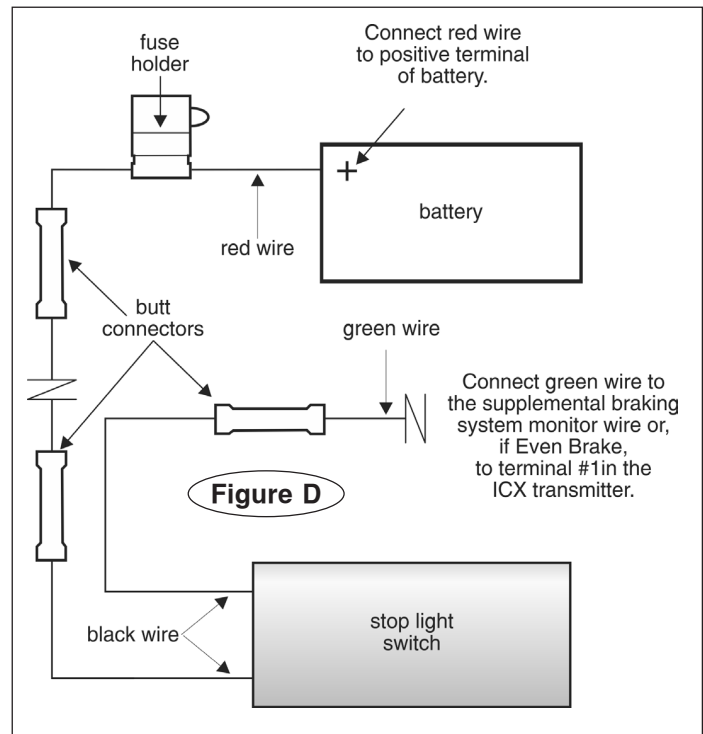 fuse
holder
Connect red wire
to positive terminal
of battery.
+
battery
red wire
butt
connectors
green wire
Connect green wire to
the supplemental braking
system monitor wire or,
if Even Brake,
to terminal #1in the
ICX transmitter.
Figure D
black wire
stop light
switch